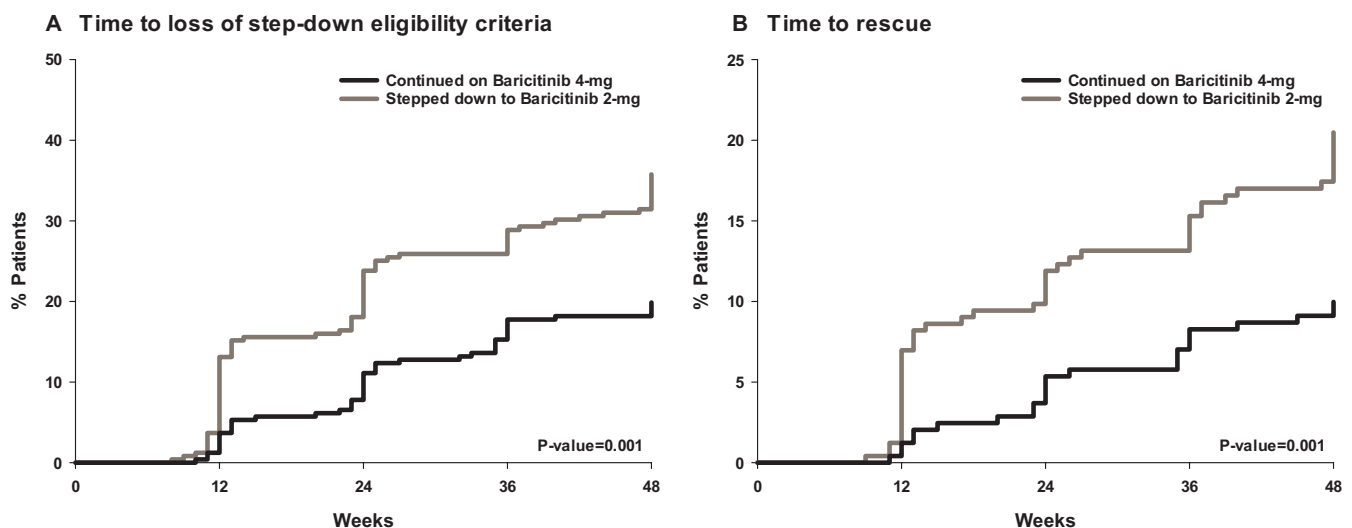 A Time to loss of step-down eligibility criteria
50
40
30
20
10
0
% Patients
Continued on Baricitinib 4-mg
Stepped down to Baricitinib 2-mg
P-value=0.001
0 12 24 36 48
Weeks
B Time to rescue
25
20
15
10
5
0
% Patients
Continued on Baricitinib 4-mg
Stepped down to Baricitinib 2-mg
P-value=0.001
0 12 24 36 48
Weeks